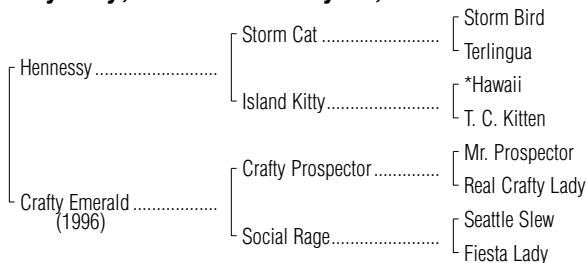 Storm Bird
Storm Cat
Terlingua
Hennessy
*Hawaii
Island Kitty
T. C. Kitten
Mr. Prospector
Crafty Prospector
Real Crafty Lady
Crafty Emerald
(1996)
Seattle Slew
Social Rage
Fiesta Lady